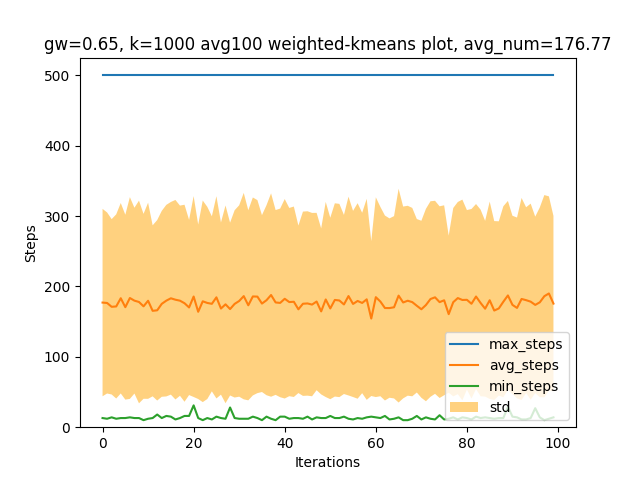 gw=0.65, k=1000 avg100 weighted-kmeans plot, avg_num=176.77
500
400
300
200
100
0
Steps
max_steps
avg_steps
min_steps
std
0 20 40 60 80 100
Iterations